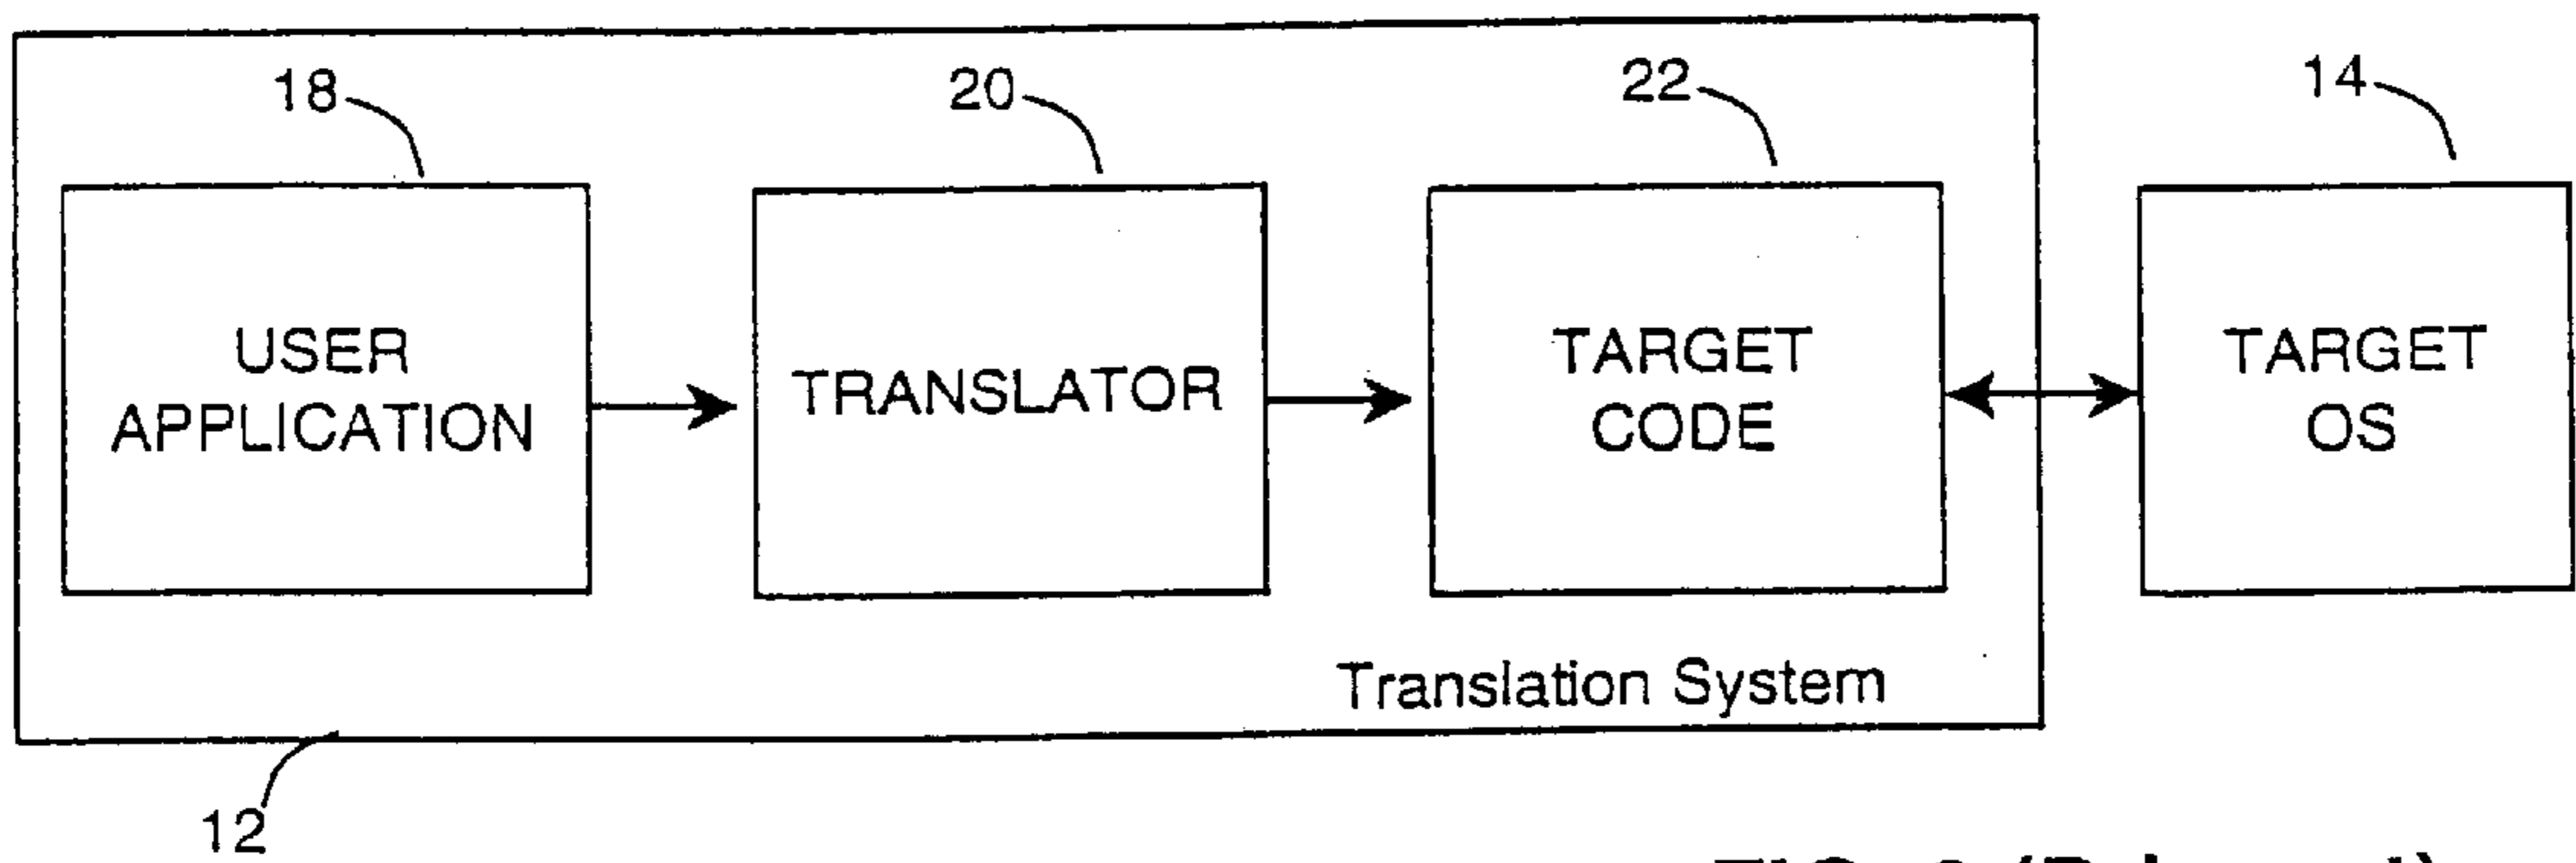 18
20
22
14
USER
APPLICATION
TRANSLATOR
TARGET
CODE
TARGET
OS
Translation System
12